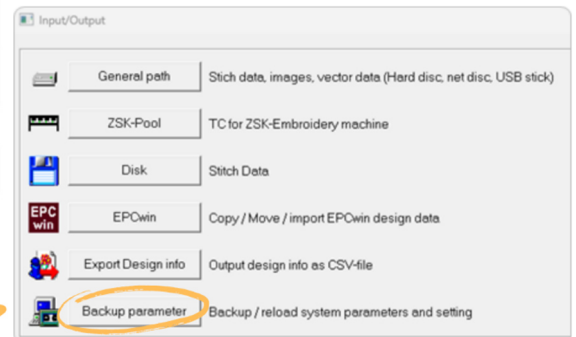 Input/Output
General path Stich data, images, vector data (Hard disc, net disc, USB stick)
ZSK-Pool TC for ZSK-Embroidery machine
Disk Stitch Data
EPC win EPCwin Copy / Move / import EPCwin design data
Export Design info Output design info as CSV-file
Backup parameter Backup / reload system parameters and setting